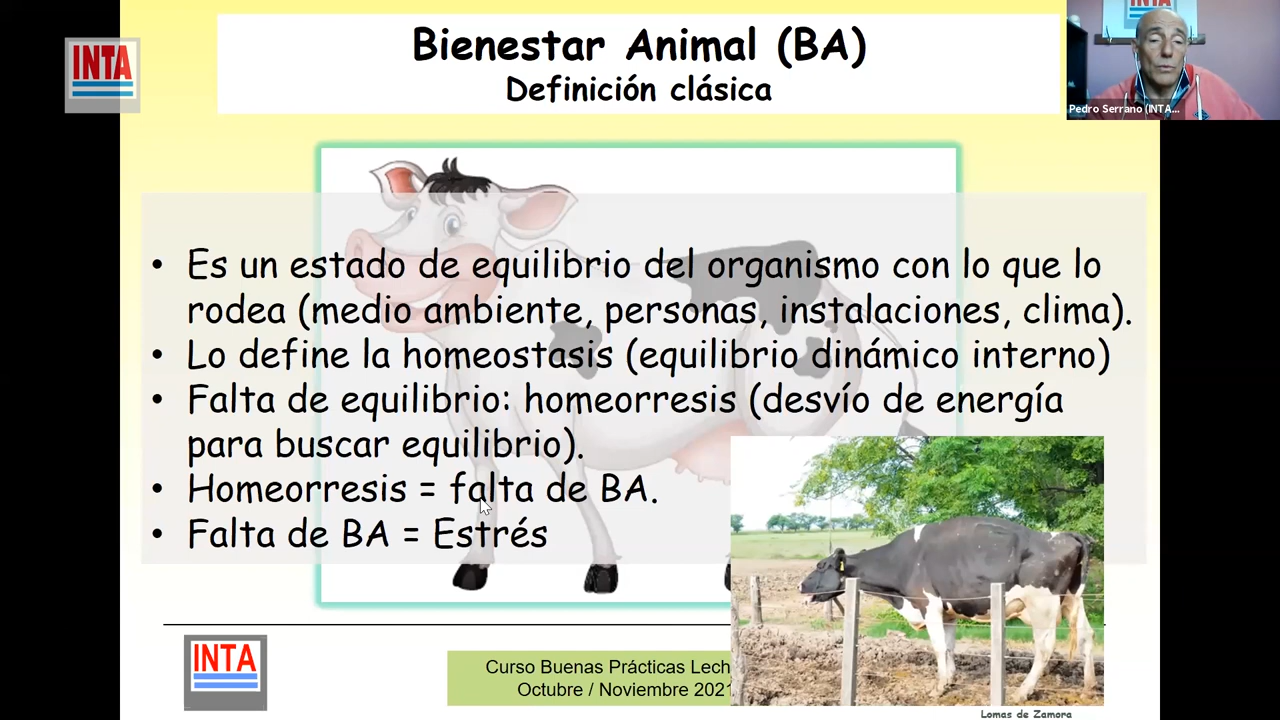 INTA
Bienestar Animal (BA)
Definición clásica
INTA
Pedro Serrano (INTA...
• Es un estado de equilibrio del organismo con lo que lo
rodea (medio ambiente, personas, instalaciones, clima).
• Lo define la homeostasis (equilibrio dinámico interno)
• Falta de equilibrio: homeorresis (desvío de energía
para buscar equilibrio).
• Homeorresis = falta de BA.
• Falta de BA = Estrés
INTA
Curso Buenas Prácticas Lech
Octubre / Noviembre 2021
Lomas de Zamora